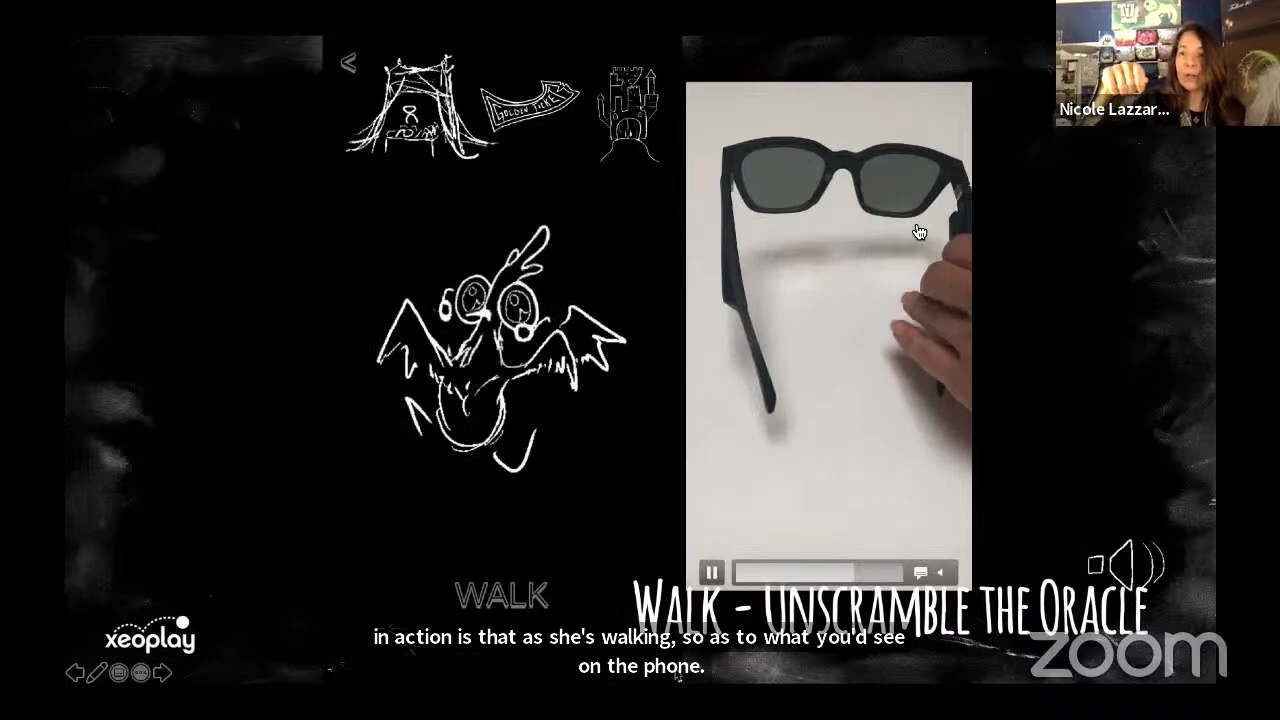 Tilt
Nicole Lazzar...
<
GOLDEN TICKET
WALK
WALK - UNSCRAMBLE THE ORACLE
xeoplay
in action is that as she's walking, so as to what you'd see
on the phone.
zoom